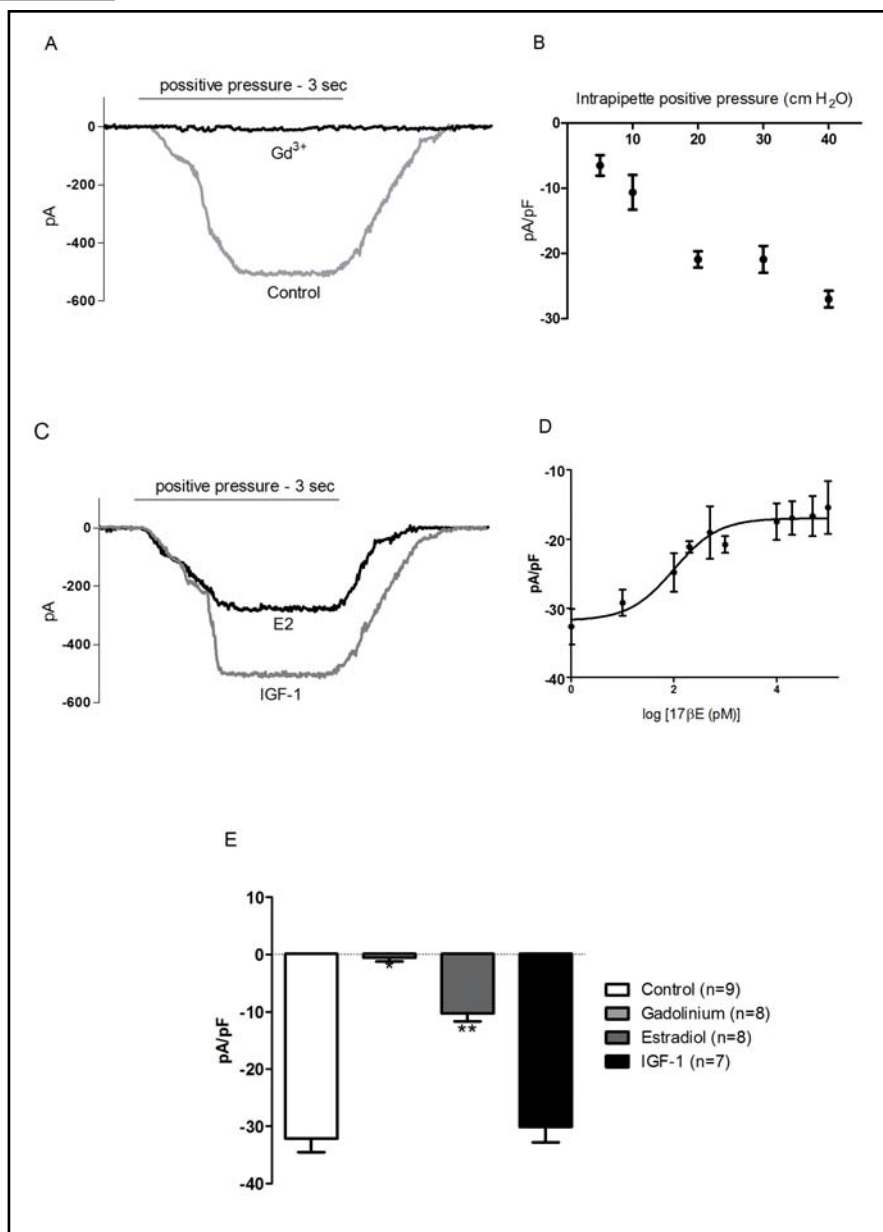 A
possitive pressure - 3 sec
0
-200
-400
-600
pA
Gd³⁺
Control
B
Intrapipette positive pressure (cm H₂O)
10 20 30 40
0
-10
-20
-30
pA/pF
C
positive pressure - 3 sec
0
-200
-400
-600
pA
E2
IGF-1
D
-10
-20
-30
-40
pA/pF
0 2 4
log [17βE (pM)]
E
10
0
-10
-20
-30
-40
pA/pF
*
**
Control (n=9)
Gadolinium (n=8)
Estradiol (n=8)
IGF-1 (n=7)